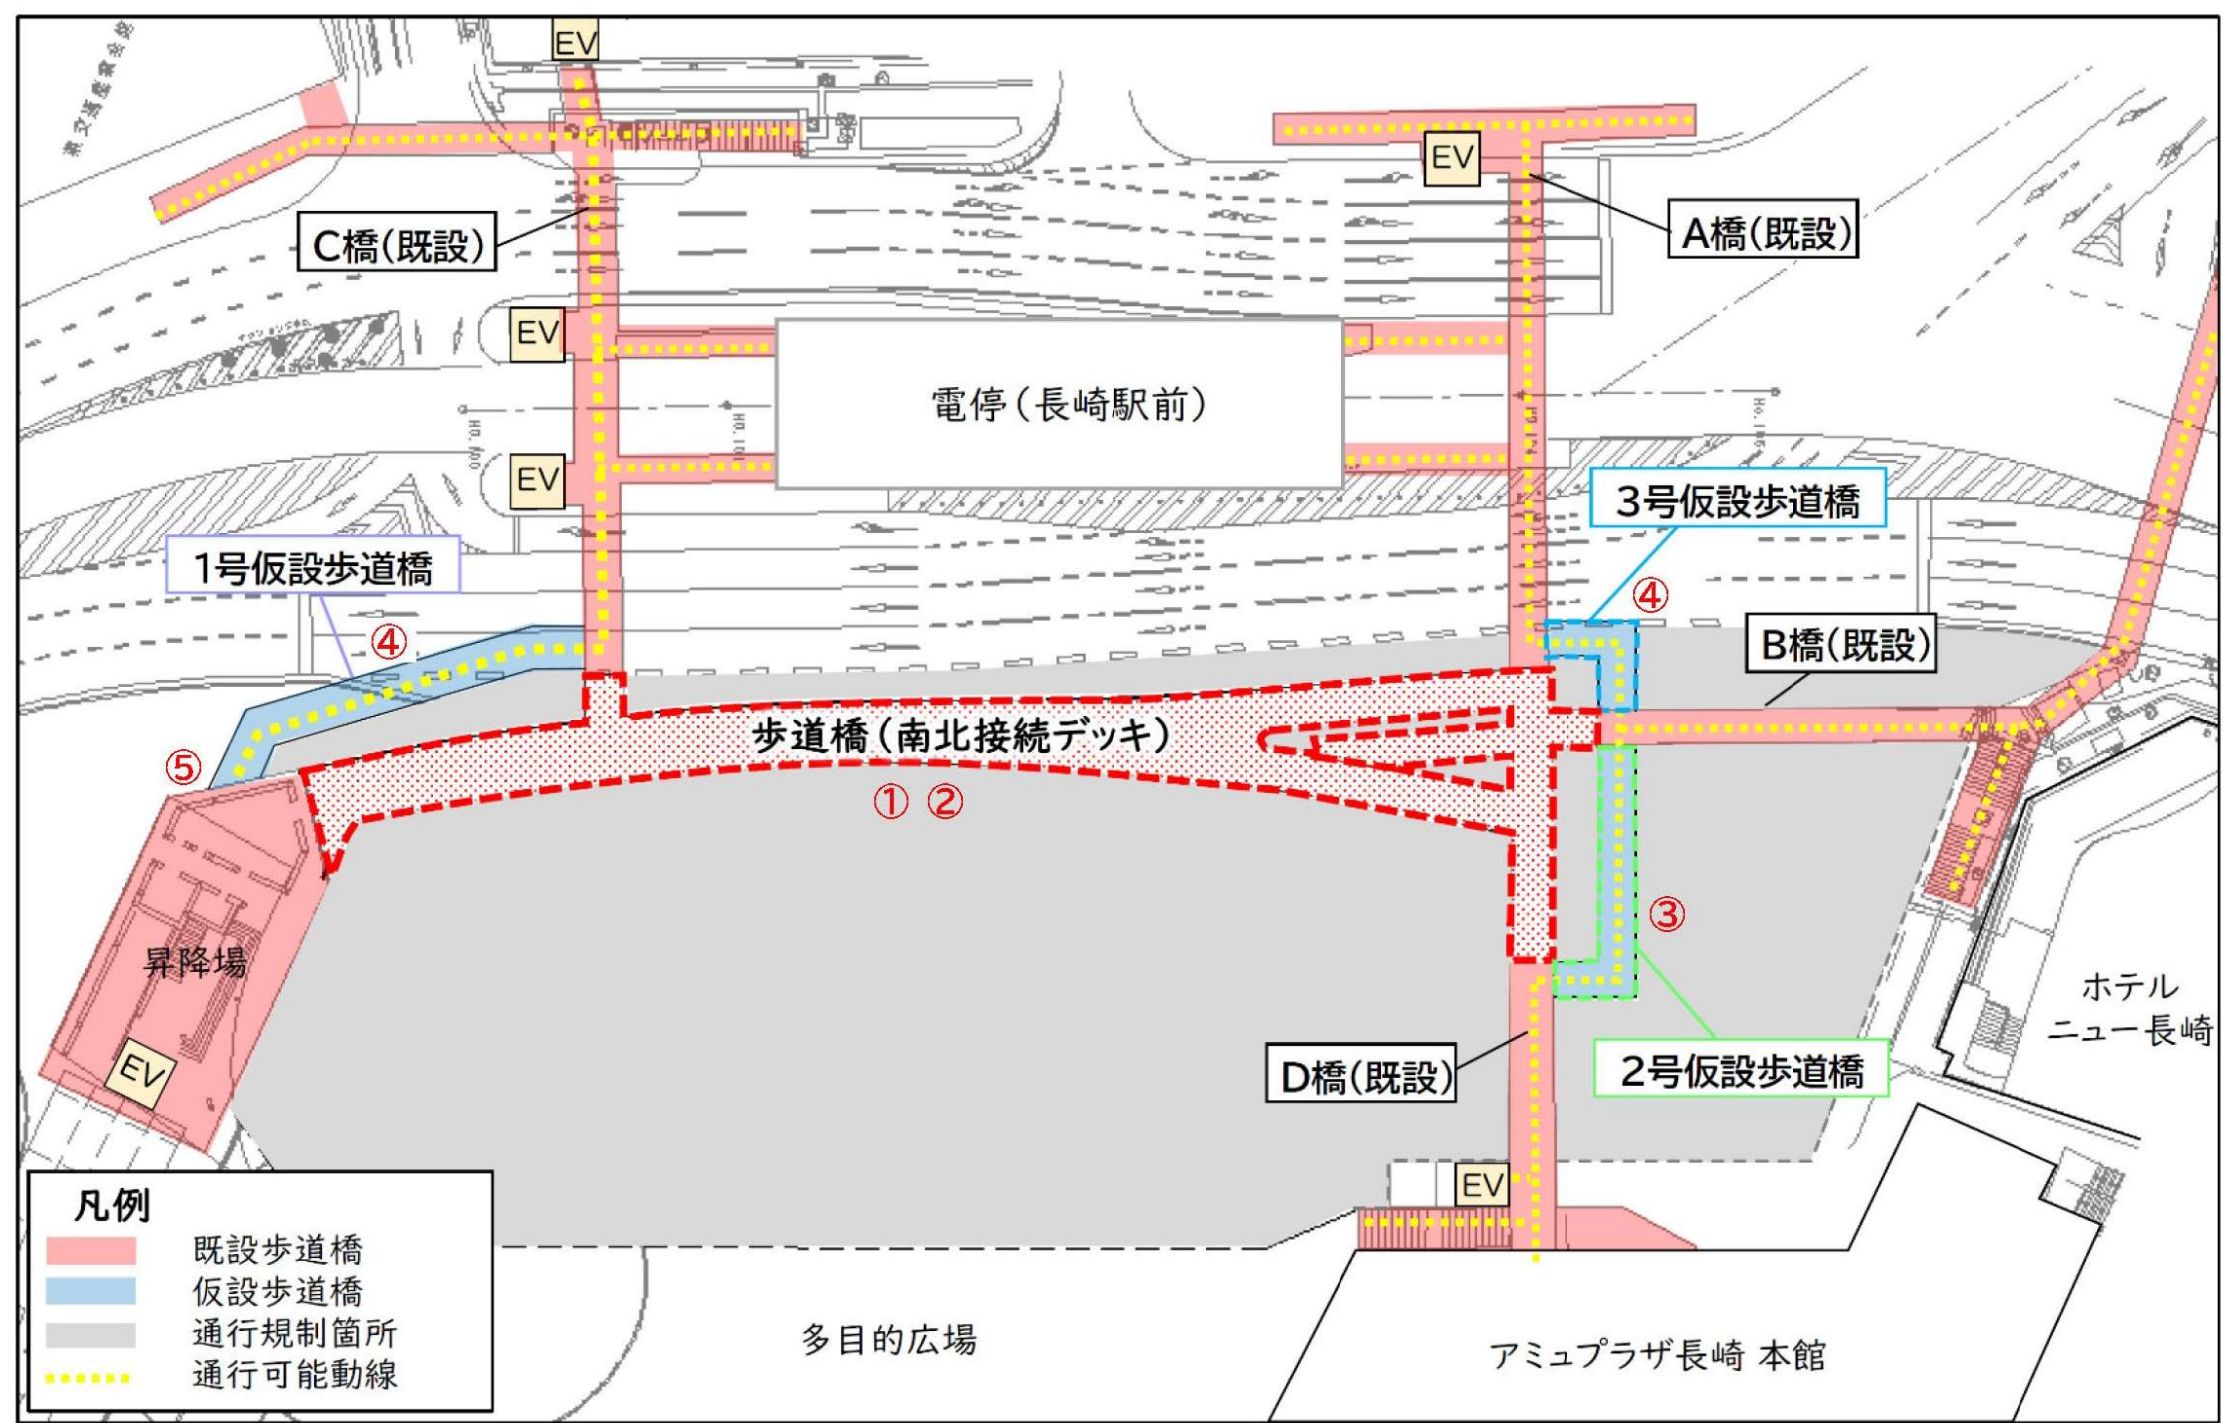 EV
C橋(既設)
EV
A橋(既設)
EV
電停(長崎駅前)
EV
3号仮設歩道橋
1号仮設歩道橋
④
④
B橋(既設)
⑤
歩道橋(南北接続デッキ)
① ②
③
昇降場
ホテル
ニュー長崎
EV
D橋(既設)
2号仮設歩道橋
EV
凡例
既設歩道橋
仮設歩道橋
通行規制箇所
通行可能動線
多目的広場
アミュプラザ長崎 本館